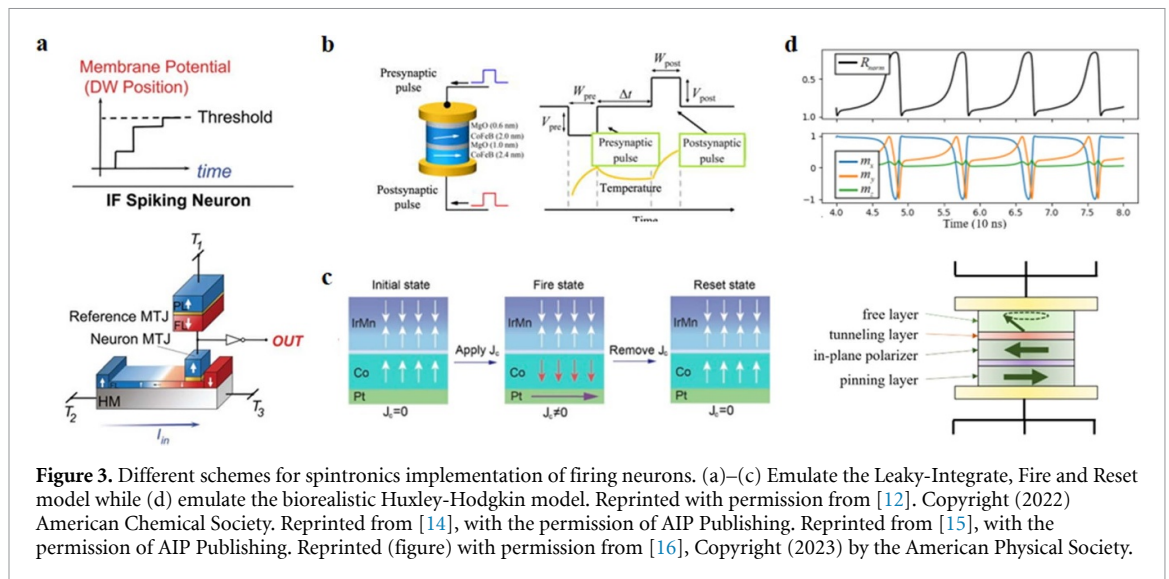 a
Membrane Potential
(DW Position)
Threshold
time
IF Spiking Neuron
T1
PL
FL
Reference MTJ
Neuron MTJ
OUT
HM
T2
T3
Iin
b
Presynaptic
pulse
MgO (0.6 nm)
CoFeB (2.0 nm)
MgO (1.0 nm)
CoFeB (2.4 nm)
Postsynaptic
pulse
Wpost
Wpre
Δt
Vpost
Vpre
Presynaptic
pulse
Postsynaptic
pulse
Temperature
Time
c
Initial state
Fire state
Reset state
IrMn
IrMn
IrMn
Apply Jc
Remove Jc
Co
Co
Co
Pt
Pt
Pt
Jc=0
Jc≠0
Jc=0
d
0.5
1.0
Rnorm
1
0
−1
mx
my
mz
4.0 4.5 5.0 5.5 6.0 6.5 7.0 7.5 8.0
Time (10 ns)
free layer
tunneling layer
in-plane polarizer
pinning layer
Figure 3. Different schemes for spintronics implementation of firing neurons. (a)–(c) Emulate the Leaky-Integrate, Fire and Reset
model while (d) emulate the biorealistic Huxley-Hodgkin model. Reprinted with permission from [12]. Copyright (2022)
American Chemical Society. Reprinted from [14], with the permission of AIP Publishing. Reprinted from [15], with the
permission of AIP Publishing. Reprinted (figure) with permission from [16], Copyright (2023) by the American Physical Society.